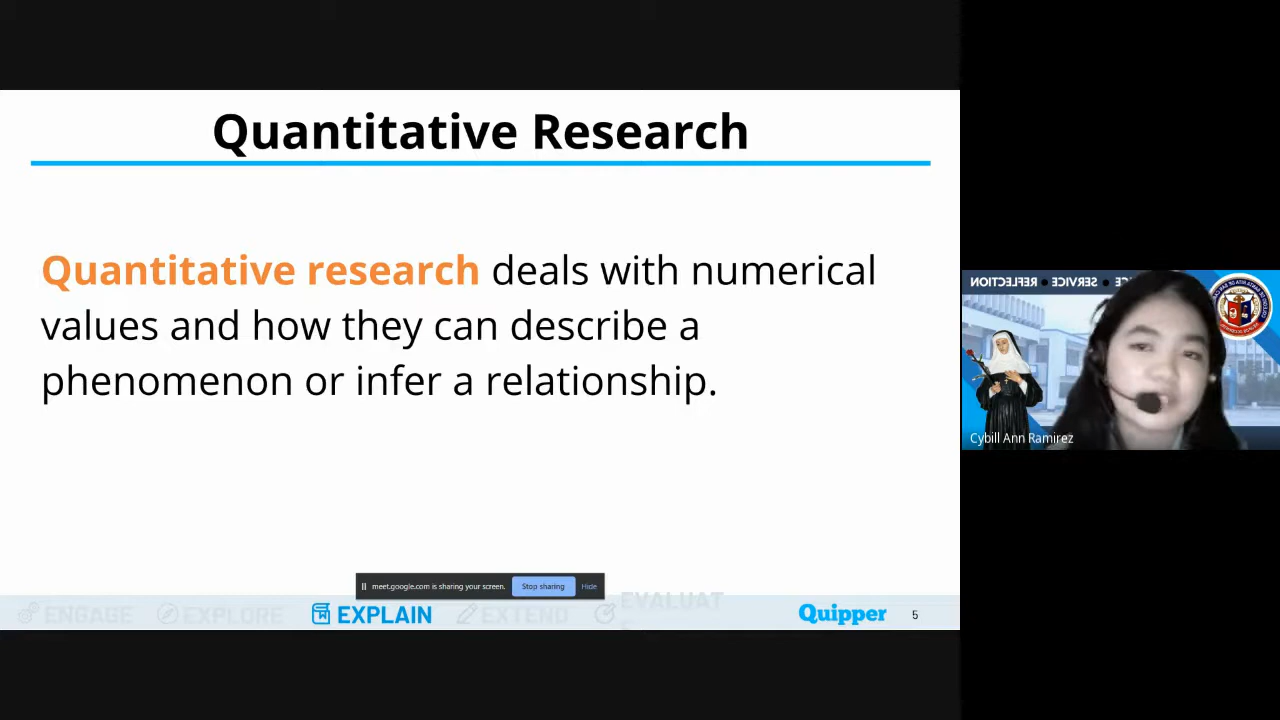 Quantitative Research
Quantitative research deals with numerical
values and how they can describe a
phenomenon or infer a relationship.
REFLECTION • SERVICE •
Cybill Ann Ramirez
meet.google.com is sharing your screen. Stop sharing Hide
ENGAGE EXPLORE EXPLAIN EXTEND EVALUAT Quipper 5